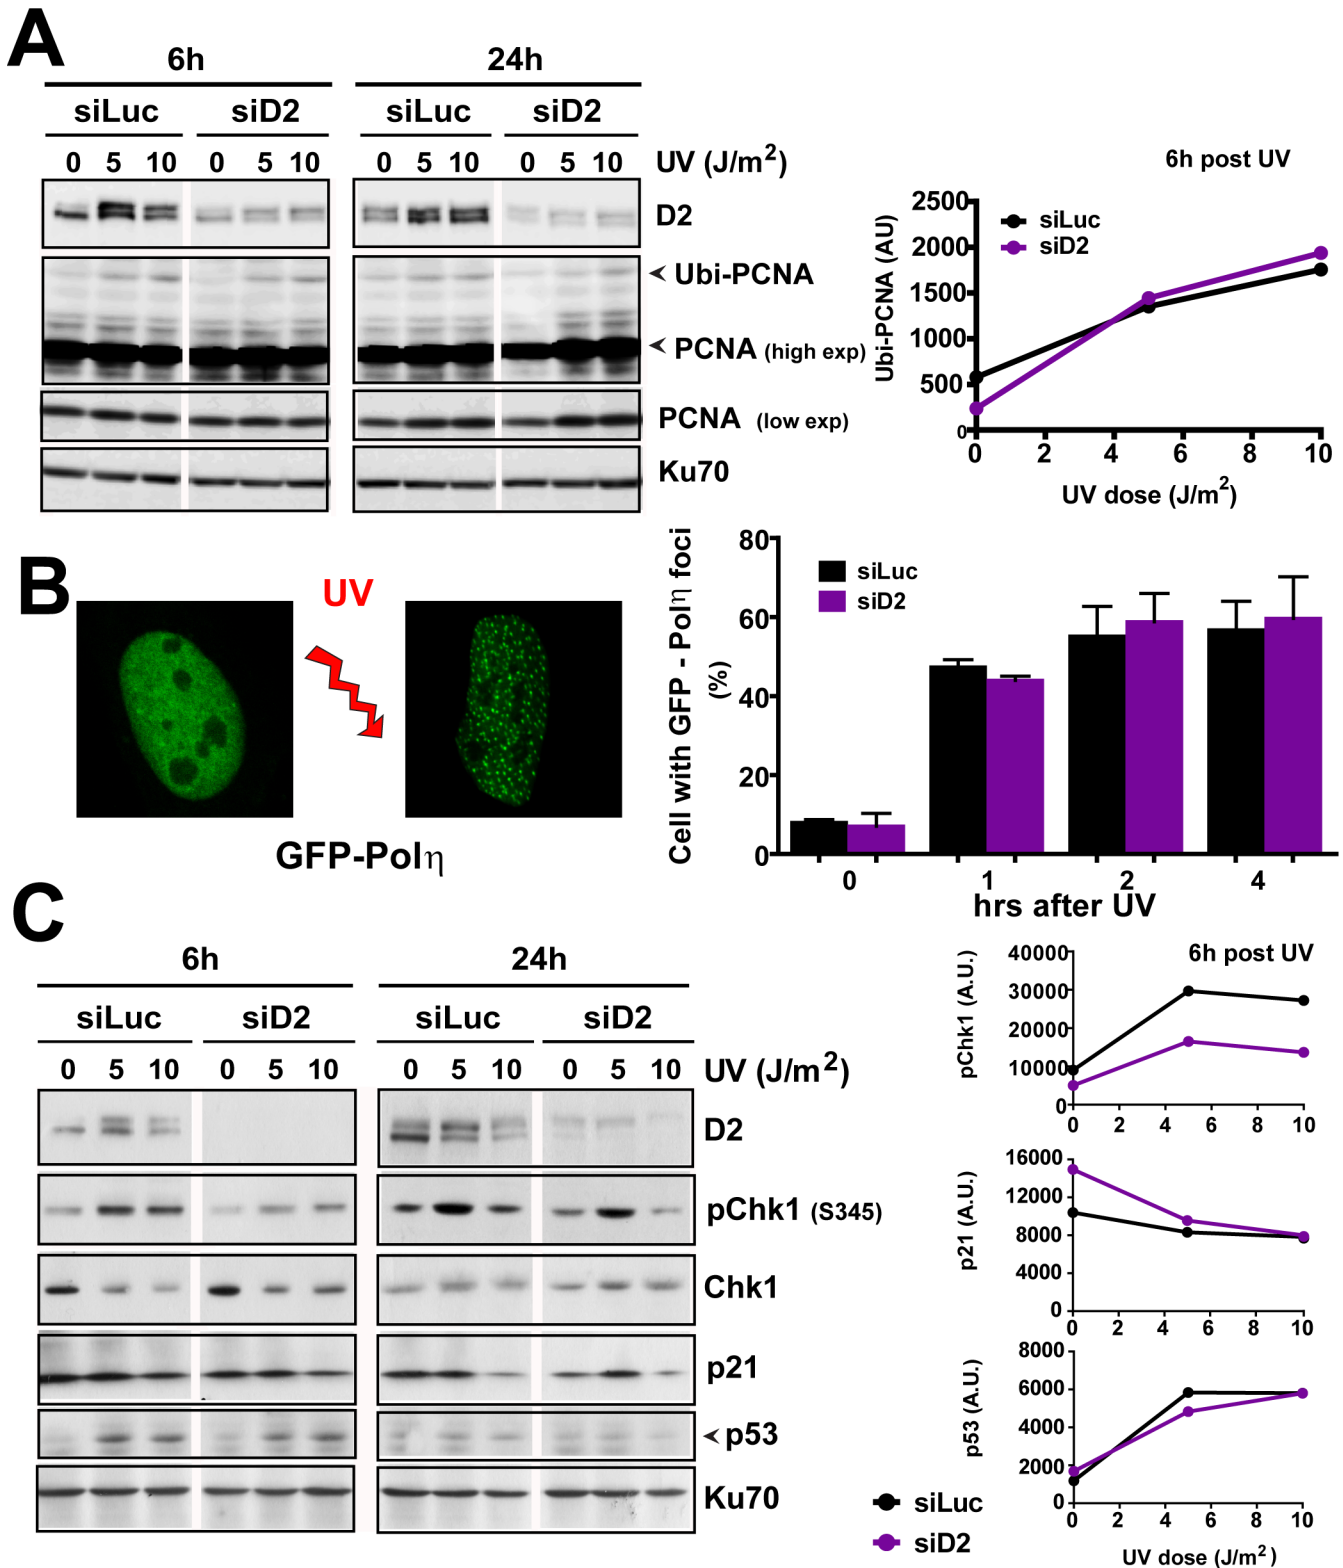 A
6h 24h
siLuc siD2 siLuc siD2
0 5 10 0 5 10 0 5 10 0 5 10 UV (J/m2)
D2
Ubi-PCNA
PCNA (high exp)
PCNA (low exp)
Ku70
6h post UV
siLuc
siD2
Ubi-PCNA (AU)
2500
2000
1500
1000
500
0
0 2 4 6 8 10
UV dose (J/m2)
B
UV
GFP-Polη
Cell with GFP - Polη foci
(%)
80
60
40
20
0
siLuc
siD2
0 1 2 4
hrs after UV
C
6h 24h
siLuc siD2 siLuc siD2
0 5 10 0 5 10 0 5 10 0 5 10 UV (J/m2)
D2
pChk1 (S345)
Chk1
p21
p53
Ku70
6h post UV
pChk1 (A.U.)
40000
30000
20000
10000
0
0 2 4 6 8 10
p21 (A.U.)
16000
12000
8000
4000
0
0 2 4 6 8 10
p53 (A.U.)
8000
6000
4000
2000
0
0 2 4 6 8 10
UV dose (J/m2)
siLuc
siD2